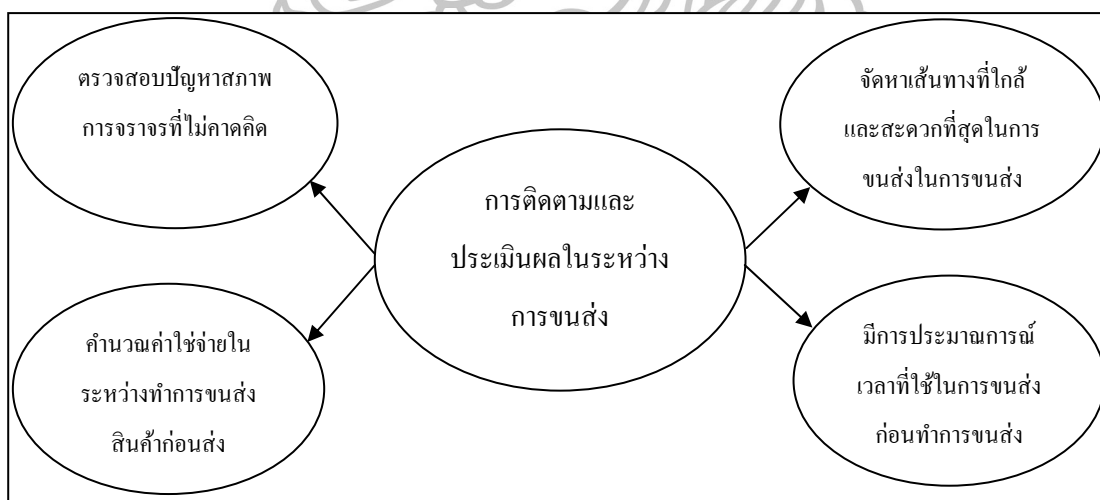 ตรวจสอบปัญหาสภาพ
การจราจรที่ไม่คาดคิด
จัดหาเส้นทางที่ใกล้
และสะดวกที่สุดในการ
ขนส่งในการขนส่ง
การติดตามและ
ประเมินผลในระหว่าง
การขนส่ง
คำนวณค่าใช่จ่ายใน
ระหว่างทำการขนส่ง
สินค้าก่อนส่ง
มีการประมาณการณ์
เวลาที่ใช้ในการขนส่ง
ก่อนทำการขนส่ง